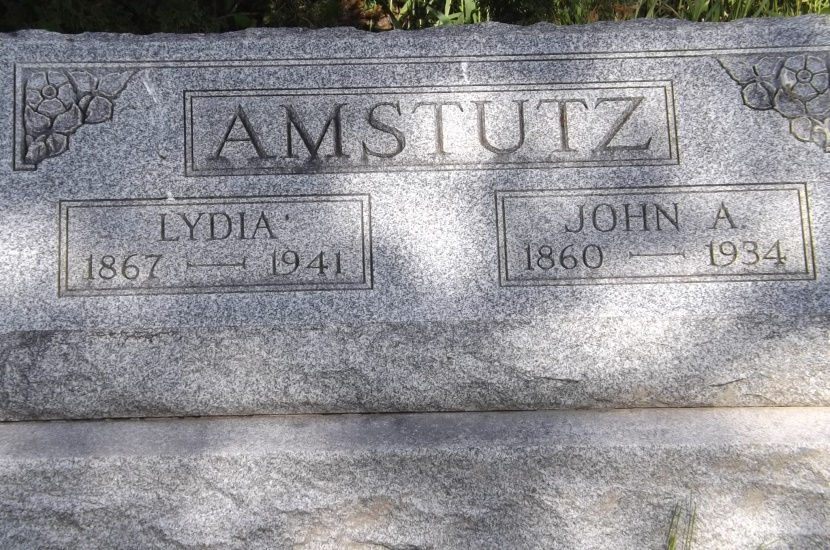 AMSTUTZ
LYDIA
1867 — 1941
JOHN A.
1860 — 1934